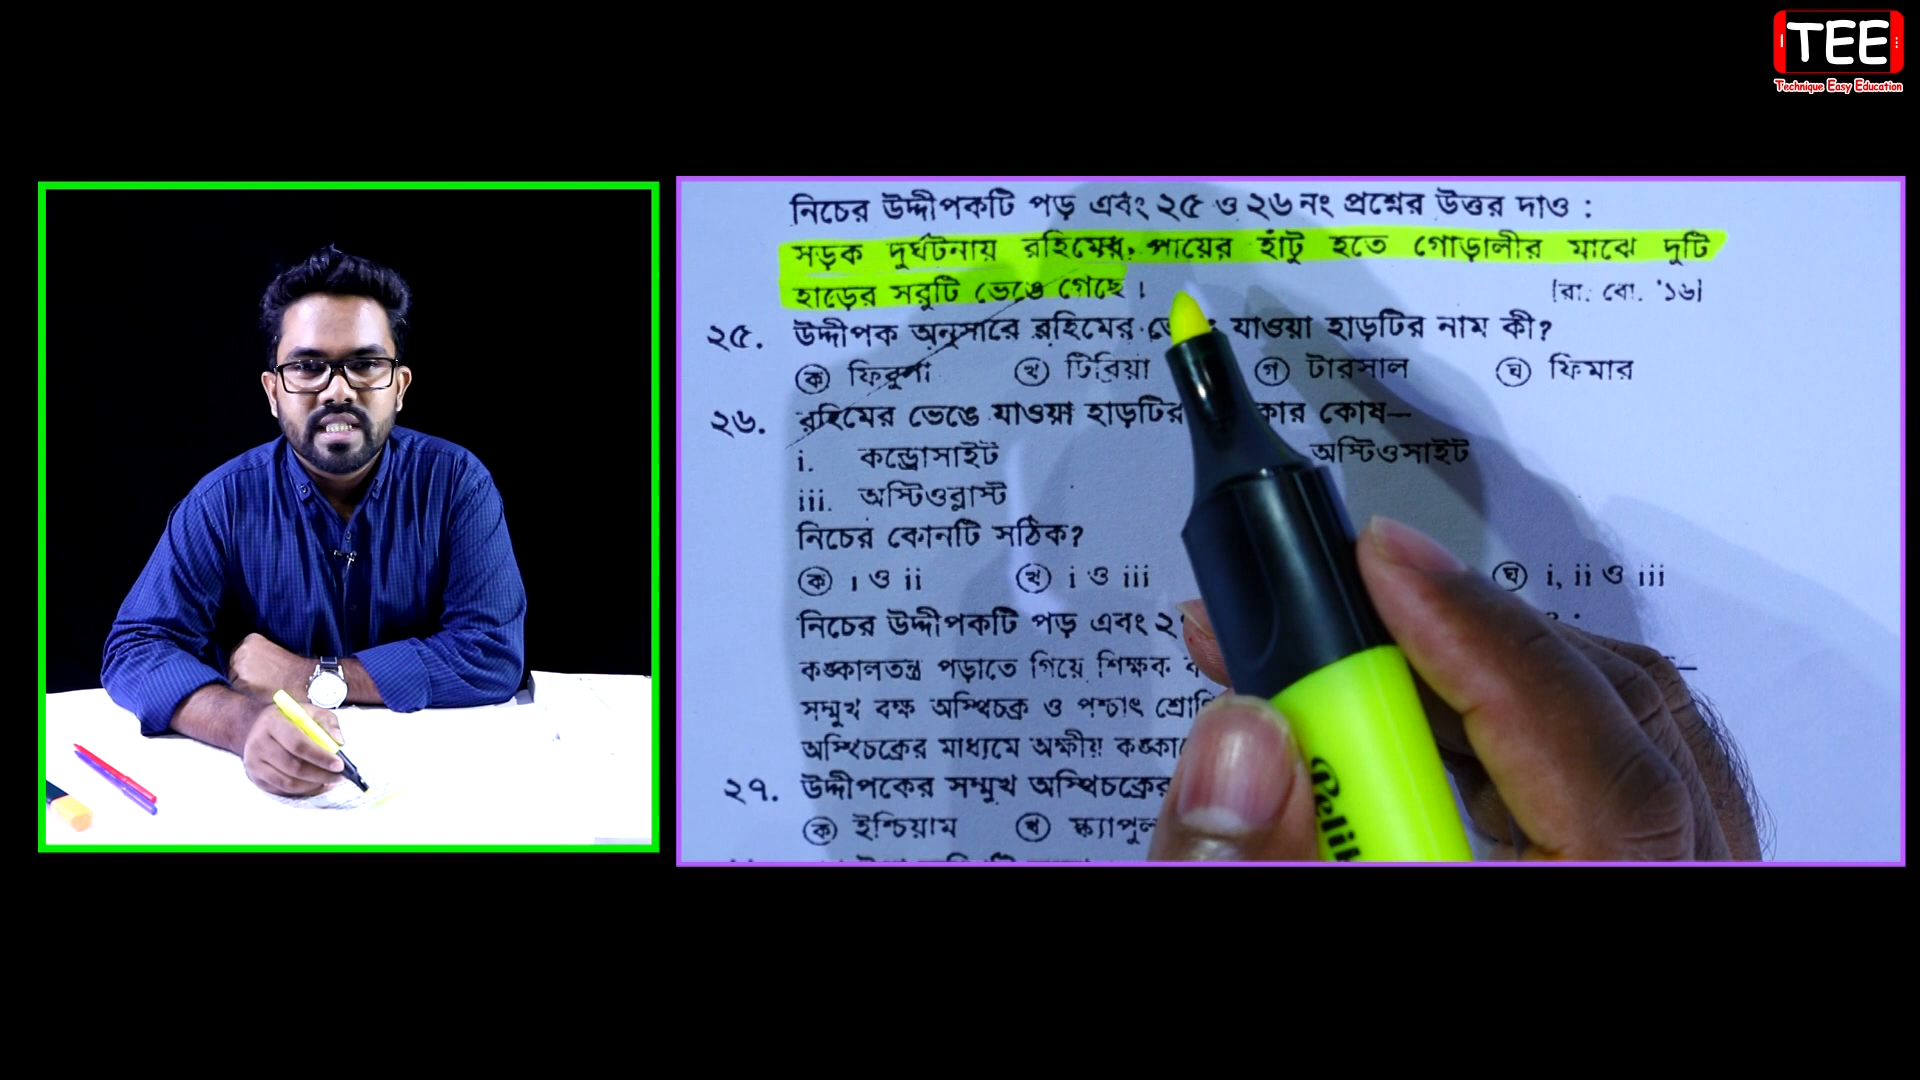 TEE
Technique Easy Education
নিচের উদ্দীপকটি পড় এবং ২৫ ও ২৬ নং প্রশ্নের উত্তর দাও :
সড়ক দুর্ঘটনায় রহিমের পায়ের হাঁটু হতে গোড়ালীর মাঝে দুটি
হাড়ের সরুটি ভেঙে গেছে। [রা. বো. '১৬]
২৫. উদ্দীপক অনুসারে রহিমের যাওয়া হাড়টির নাম কী?
ক ফিবুলা খ টিবিয়া গ টারসাল ঘ ফিমার
২৬. রহিমের ভেঙে যাওয়া হাড়টির কোষ—
i. কন্ড্রোসাইট অস্টিওসাইট
iii. অস্টিওব্লাস্ট
নিচের কোনটি সঠিক?
ক i ও ii খ i ও iii ঘ i, ii ও iii
নিচের উদ্দীপকটি পড় এবং
কঙ্কালতন্ত্র পড়াতে গিয়ে শিক্ষক
সম্মুখ বক্ষ অস্থিচক্র ও পশ্চাৎ
অস্থিচক্রের মাধ্যমে অক্ষীয়
২৭. উদ্দীপকের সম্মুখ অস্থিচক্রের
ক ইশ্চিয়াম খ